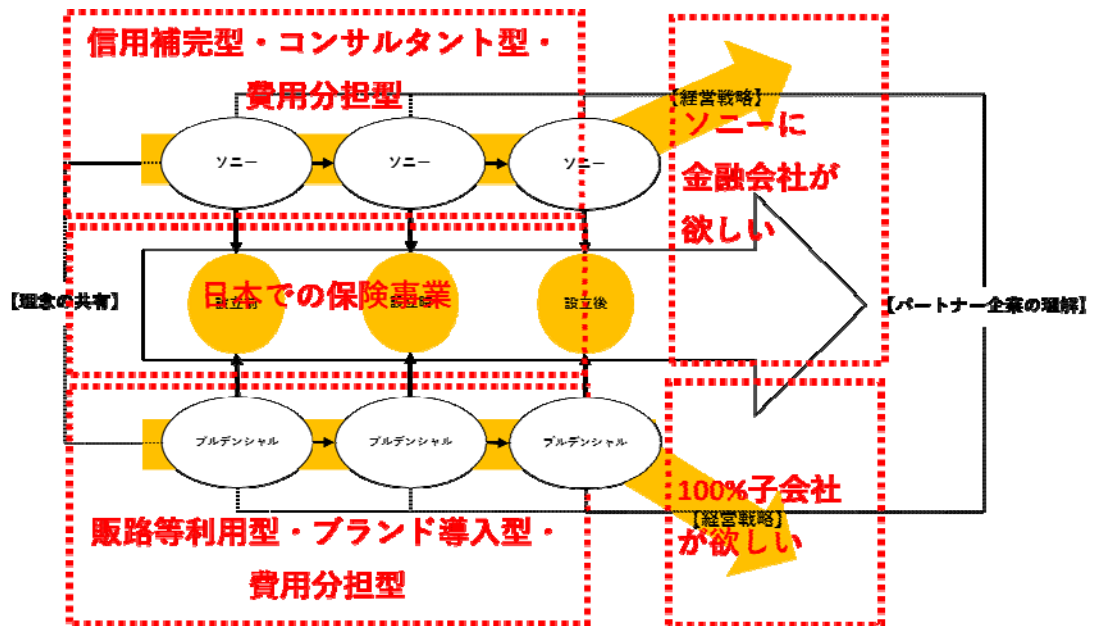 信用補完型・コンサルタント型・
費用分担型
【経営戦略】
ソニーに
金融会社が
欲しい
ソニー
ソニー
ソニー
【理念の共有】
日本での保険事業
設立前
設立時
設立後
【パートナー企業の理解】
プルデンシャル
プルデンシャル
プルデンシャル
100%子会社
【経営戦略】
が欲しい
販路等利用型・ブランド導入型・
費用分担型